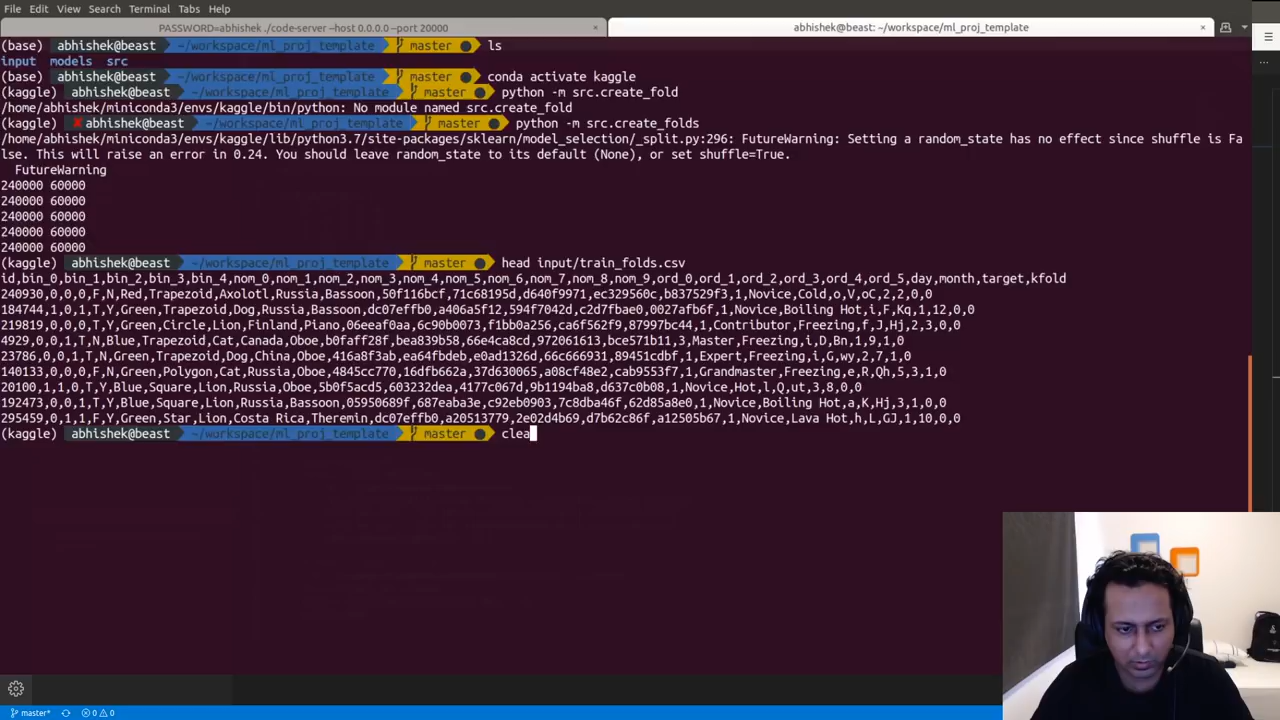 File Edit View Search Terminal Tabs Help
PASSWORD=abhishek ./code-server --host 0.0.0.0 --port 20000 ×
abhishek@beast: ~/workspace/ml_proj_template ×
(base) abhishek@beast ~/workspace/ml_proj_template master ● ls
input models src
(base) abhishek@beast ~/workspace/ml_proj_template master ● conda activate kaggle
(kaggle) abhishek@beast ~/workspace/ml_proj_template master ● python -m src.create_fold
/home/abhishek/miniconda3/envs/kaggle/bin/python: No module named src.create_fold
(kaggle) ✘ abhishek@beast ~/workspace/ml_proj_template master ● python -m src.create_folds
/home/abhishek/miniconda3/envs/kaggle/lib/python3.7/site-packages/sklearn/model_selection/_split.py:296: FutureWarning: Setting a random_state has no effect since shuffle is Fa
lse. This will raise an error in 0.24. You should leave random_state to its default (None), or set shuffle=True.
FutureWarning
240000 60000
240000 60000
240000 60000
240000 60000
240000 60000
(kaggle) abhishek@beast ~/workspace/ml_proj_template master ● head input/train_folds.csv
id,bin_0,bin_1,bin_2,bin_3,bin_4,nom_0,nom_1,nom_2,nom_3,nom_4,nom_5,nom_6,nom_7,nom_8,nom_9,ord_0,ord_1,ord_2,ord_3,ord_4,ord_5,day,month,target,kfold
240930,0,0,0,F,N,Red,Trapezoid,Axolotl,Russia,Bassoon,50f116bcf,71c68195d,d640f9971,ec329560c,b837529f3,1,Novice,Cold,o,V,oC,2,2,0,0
184744,1,0,1,T,Y,Green,Trapezoid,Dog,Russia,Bassoon,dc07effb0,a406a5f12,594f7042d,c2d7fbae0,0027afb6f,1,Novice,Boiling Hot,i,F,Kq,1,12,0,0
219819,0,0,0,T,Y,Green,Circle,Lion,Finland,Piano,06eeaf0aa,6c90b0073,f1bb0a256,ca6f562f9,87997bc44,1,Contributor,Freezing,f,J,Hj,2,3,0,0
4929,0,0,0,T,N,Blue,Trapezoid,Cat,Canada,Oboe,b0faff28f,bea839b58,66e4ca8cd,972061613,bce571b11,3,Master,Freezing,i,D,Bn,1,9,1,0
23786,0,0,0,T,N,Green,Trapezoid,Dog,China,Oboe,416a8f3ab,ea64fbdeb,e0ad1326d,66c666931,89451cdbf,1,Expert,Freezing,i,G,wy,2,7,1,0
140133,0,0,0,T,N,Green,Polygon,Cat,Russia,Oboe,4845cc770,16dfb5362a,37d630065,a08cf48e2,cab9553f7,1,Grandmaster,Freezing,e,R,Qh,5,3,1,0
20100,1,1,0,T,Y,Blue,Square,Lion,Russia,Oboe,5b0f5acd5,603232dea,4177c067d,9b1194ba8,d637c0b08,1,Novice,Hot,l,Q,ut,3,8,0,0
192473,0,0,0,T,Y,Blue,Square,Lion,Russia,Bassoon,05950689f,687eaba3e,c92eb0903,7c8dba46f,62d85a8e0,1,Novice,Boiling Hot,a,K,Hj,3,1,0,0
295459,0,1,1,F,Y,Green,Star,Lion,Costa Rica,Theremin,dc07effb0,a20513779,2e02d4b69,d7b62c86f,a12505b67,1,Novice,Lava Hot,h,L,GJ,1,10,0,0
(kaggle) abhishek@beast ~/workspace/ml_proj_template master ● clea
master* 0 0